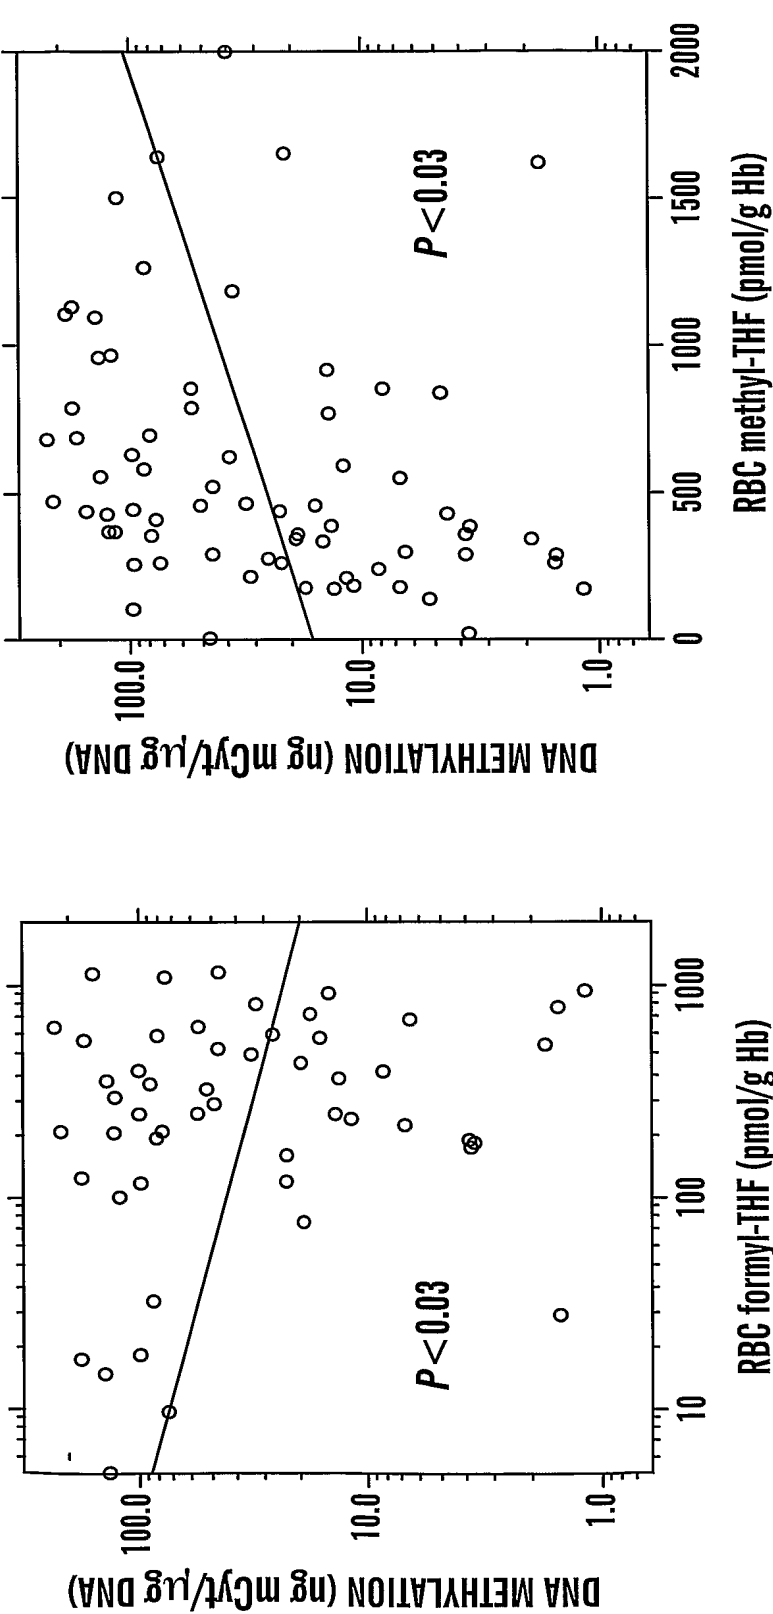 DNA METHYLATION (ng mCyt/µg DNA)
100.0
10.0
1.0
P<0.03
10
100
1000
RBC formyl-THF (pmol/g Hb)
DNA METHYLATION (ng mCyt/µg DNA)
100.0
10.0
1.0
P<0.03
0
500
1000
1500
2000
RBC methyl-THF (pmol/g Hb)